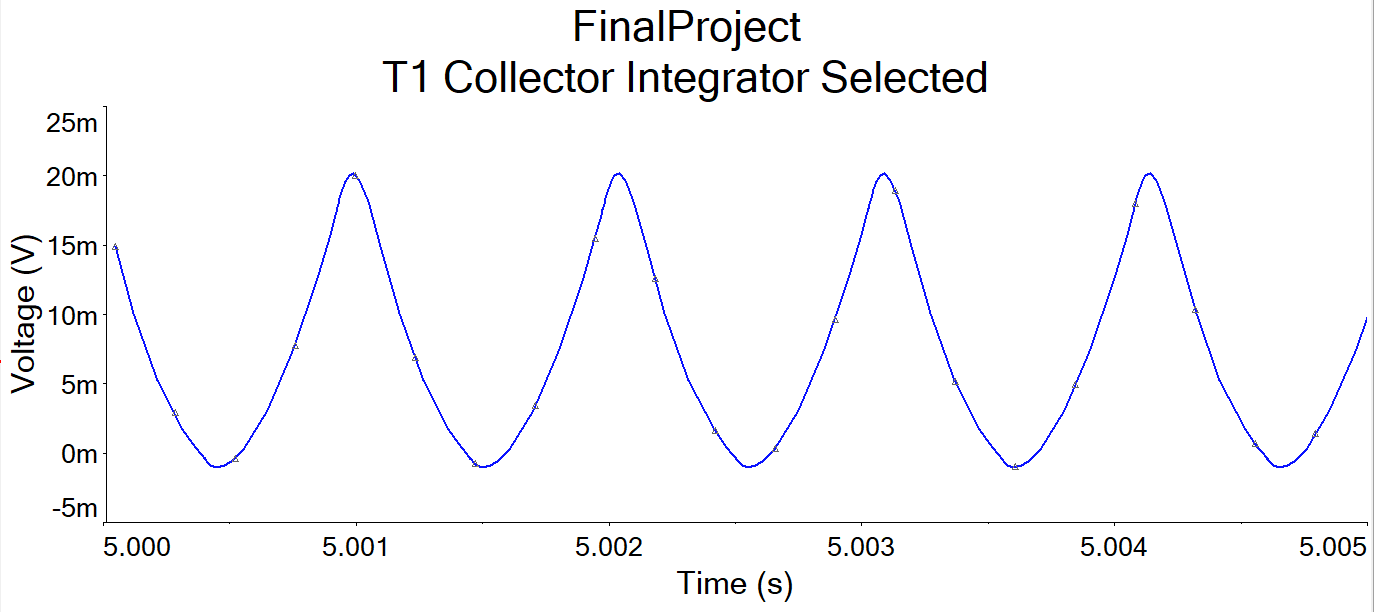 FinalProject
T1 Collector Integrator Selected
25m
20m
15m
10m
5m
0m
-5m
Voltage (V)
5.000 5.001 5.002 5.003 5.004 5.005
Time (s)